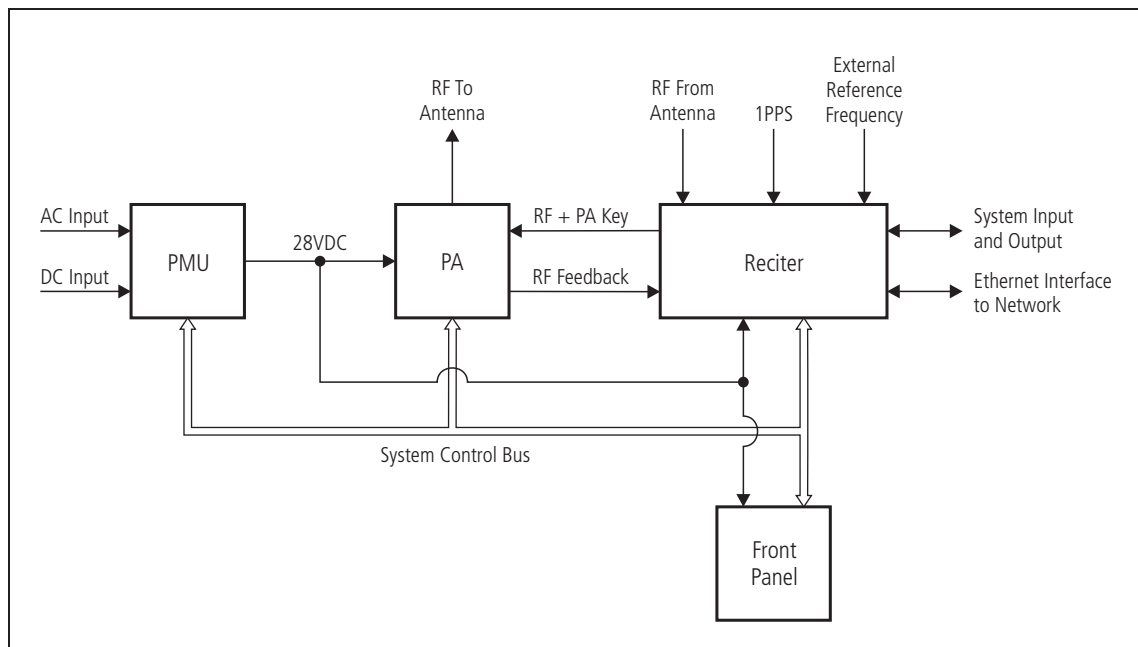 RF To
Antenna
RF From
Antenna
1PPS
External
Reference
Frequency
AC Input
DC Input
PMU
28VDC
PA
RF + PA Key
RF Feedback
Reciter
System Input
and Output
Ethernet Interface
to Network
System Control Bus
Front
Panel